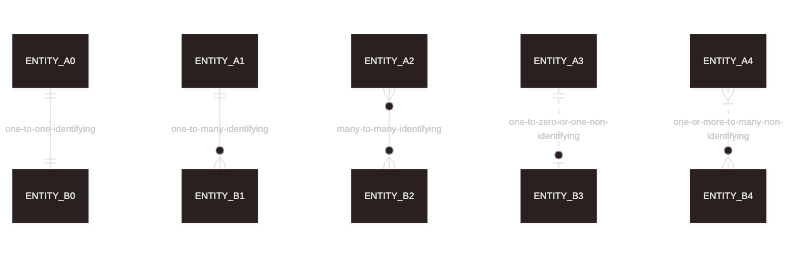 ENTITY_A0
ENTITY_A1
ENTITY_A2
ENTITY_A3
ENTITY_A4
one-to-one-identifying
one-to-many-identifying
many-to-many-identifying
one-to-zero-or-one-non-
identifying
one-or-more-to-many-non-
identifying
ENTITY_B0
ENTITY_B1
ENTITY_B2
ENTITY_B3
ENTITY_B4